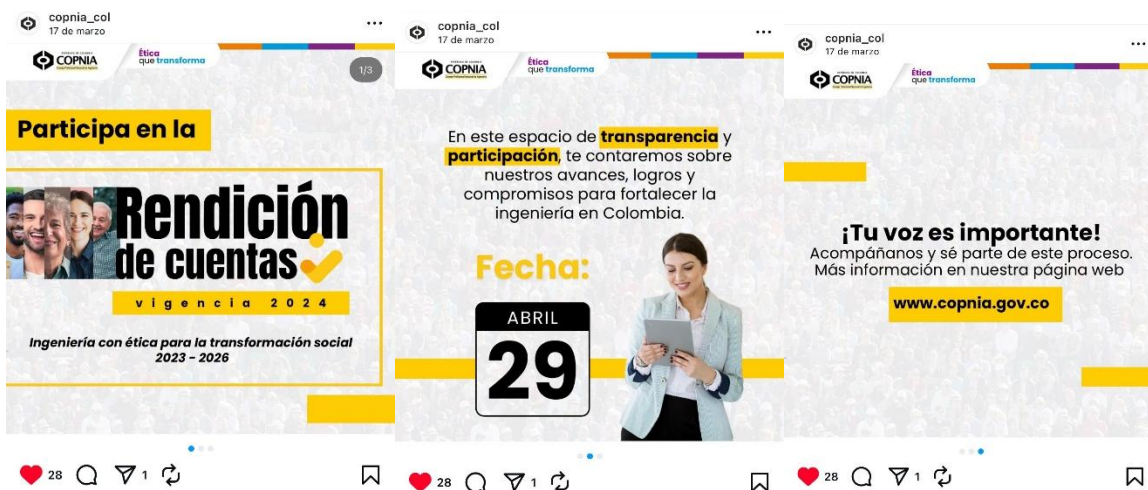 copnia_col
17 de marzo
COPNIA
Ética
que transforma
1/3
Participa en la
Rendición
de cuentas
vigencia 2024
Ingeniería con ética para la transformación social
2023 - 2026
28
1
copnia_col
17 de marzo
COPNIA
Ética
que transforma
En este espacio de transparencia y
participación, te contaremos sobre
nuestros avances, logros y
compromisos para fortalecer la
ingeniería en Colombia.
Fecha:
ABRIL
29
28
1
copnia_col
17 de marzo
COPNIA
Ética
que transforma
¡Tu voz es importante!
Acompáñanos y sé parte de este proceso.
Más información en nuestra página web
www.copnia.gov.co
28
1